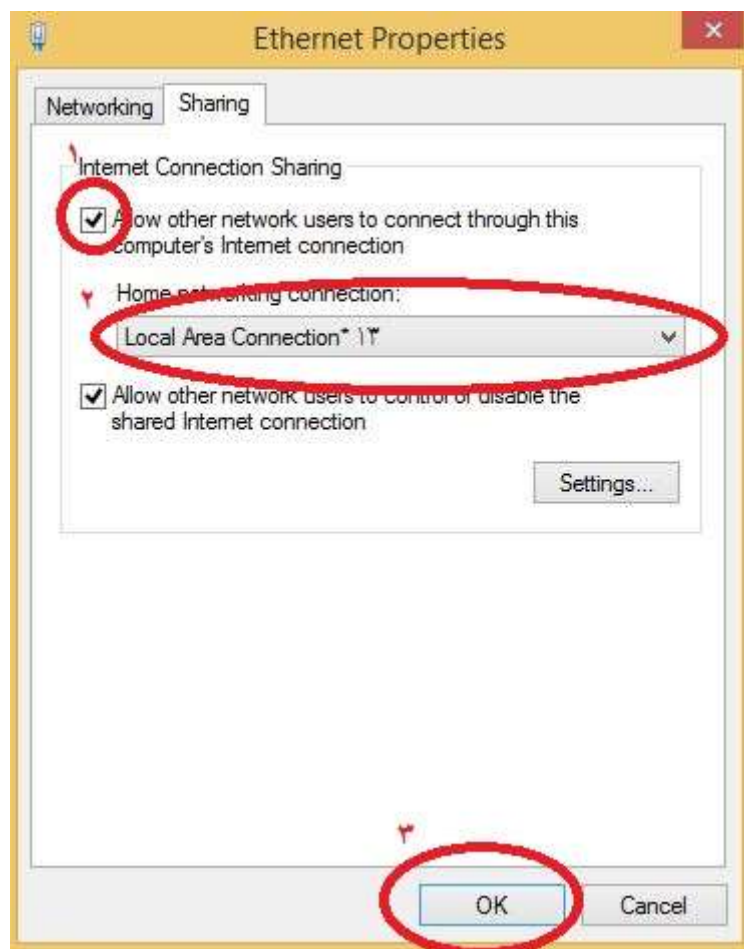 Ethernet Properties
Networking Sharing
۱
Internet Connection Sharing
Allow other network users to connect through this
computer's Internet connection
۲ Home networking connection:
Local Area Connection* ۱۳
Allow other network users to control or disable the
shared Internet connection
Settings...
۳
OK Cancel